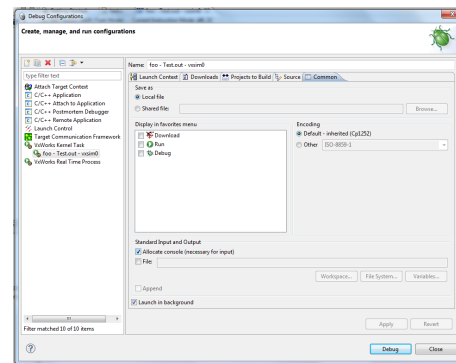 Debug Configurations
Create, manage, and run configurations
type filter text
Attach Target Context
C/C++ Application
C/C++ Attach to Application
C/C++ Postmortem Debugger
C/C++ Remote Application
Launch Control
Target Communication Framework
VxWorks Kernel Task
foo - Test.out - vxsim0
VxWorks Real Time Process
Filter matched 10 of 10 items
Name: foo - Test.out - vxsim0
Launch Context Downloads Projects to Build Source Common
Save as
Local file
Shared file: Browse...
Display in favorites menu
Download
Run
Debug
Encoding
Default - inherited (Cp1252)
Other ISO-8859-1
Standard Input and Output
Allocate console (necessary for input)
File:
Workspace... File System... Variables...
Append
Launch in background
Apply Revert
Debug Close